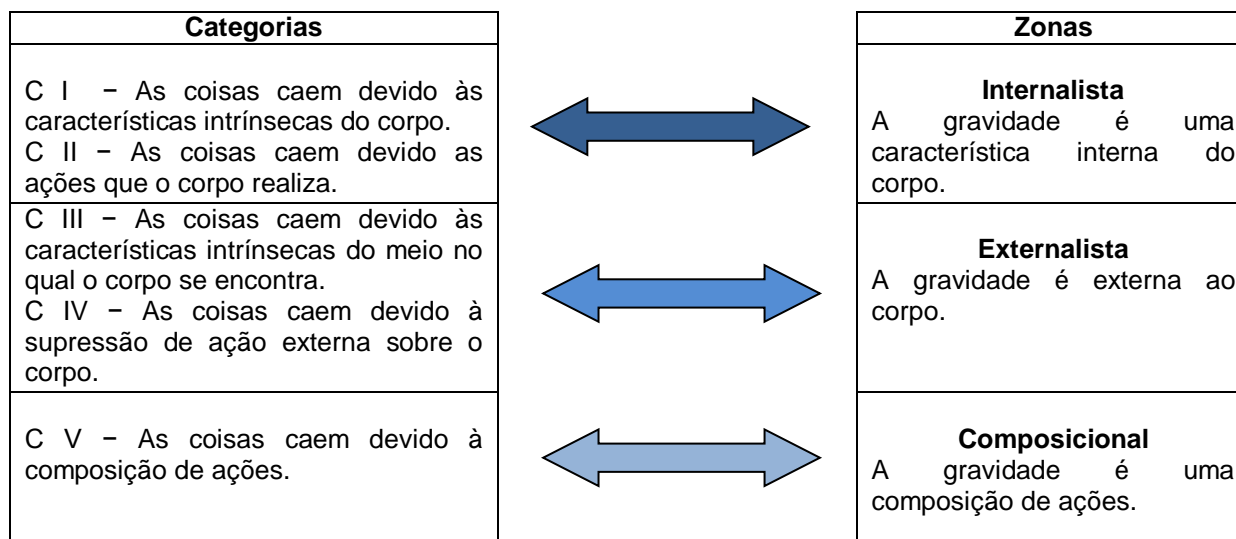 Categorias
C I − As coisas caem devido às
características intrínsecas do corpo.
C II − As coisas caem devido as
ações que o corpo realiza.
C III − As coisas caem devido às
características intrínsecas do meio no
qual o corpo se encontra.
C IV − As coisas caem devido à
supressão de ação externa sobre o
corpo.
C V − As coisas caem devido à
composição de ações.
Zonas
Internalista
A gravidade é uma
característica interna do
corpo.
Externalista
A gravidade é externa ao
corpo.
Composicional
A gravidade é uma
composição de ações.